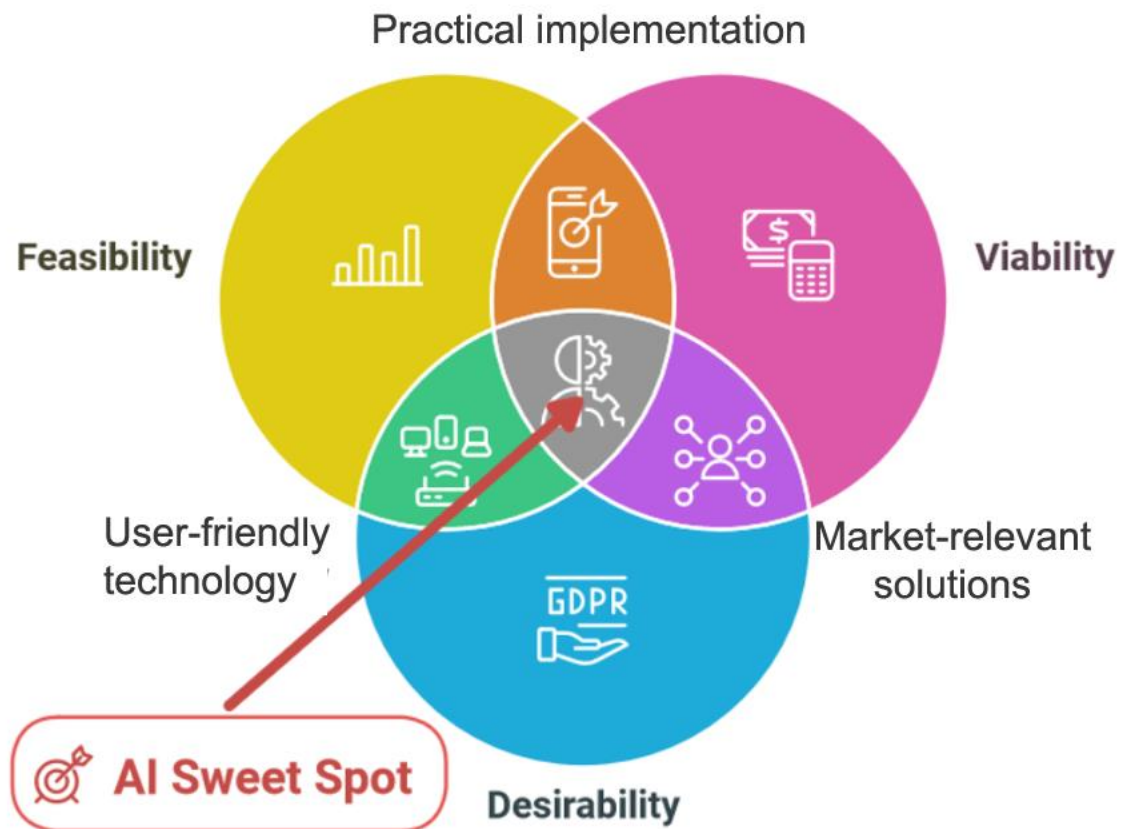 Practical implementation
Feasibility
$
Viability
User-friendly
technology
Market-relevant
solutions
GDPR
AI Sweet Spot
Desirability